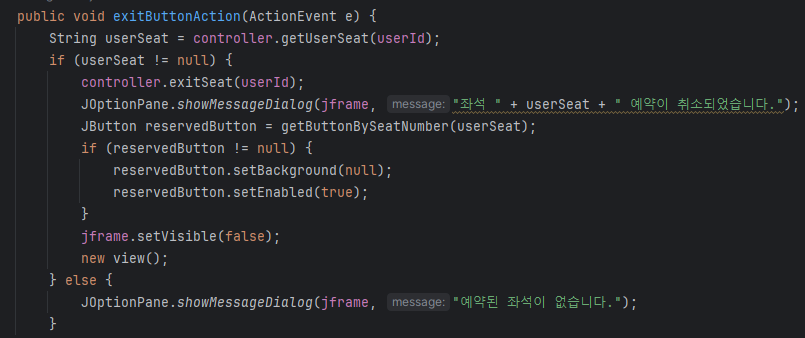 public void exitButtonAction(ActionEvent e) {
    String userSeat = controller.getUserSeat(userId);
    if (userSeat != null) {
        controller.exitSeat(userId);
        JOptionPane.showMessageDialog(jframe, message: "좌석 " + userSeat + " 예약이 취소되었습니다.");
        JButton reservedButton = getButtonBySeatNumber(userSeat);
        if (reservedButton != null) {
            reservedButton.setBackground(null);
            reservedButton.setEnabled(true);
        }
        jframe.setVisible(false);
        new view();
    } else {
        JOptionPane.showMessageDialog(jframe, message: "예약된 좌석이 없습니다.");
    }